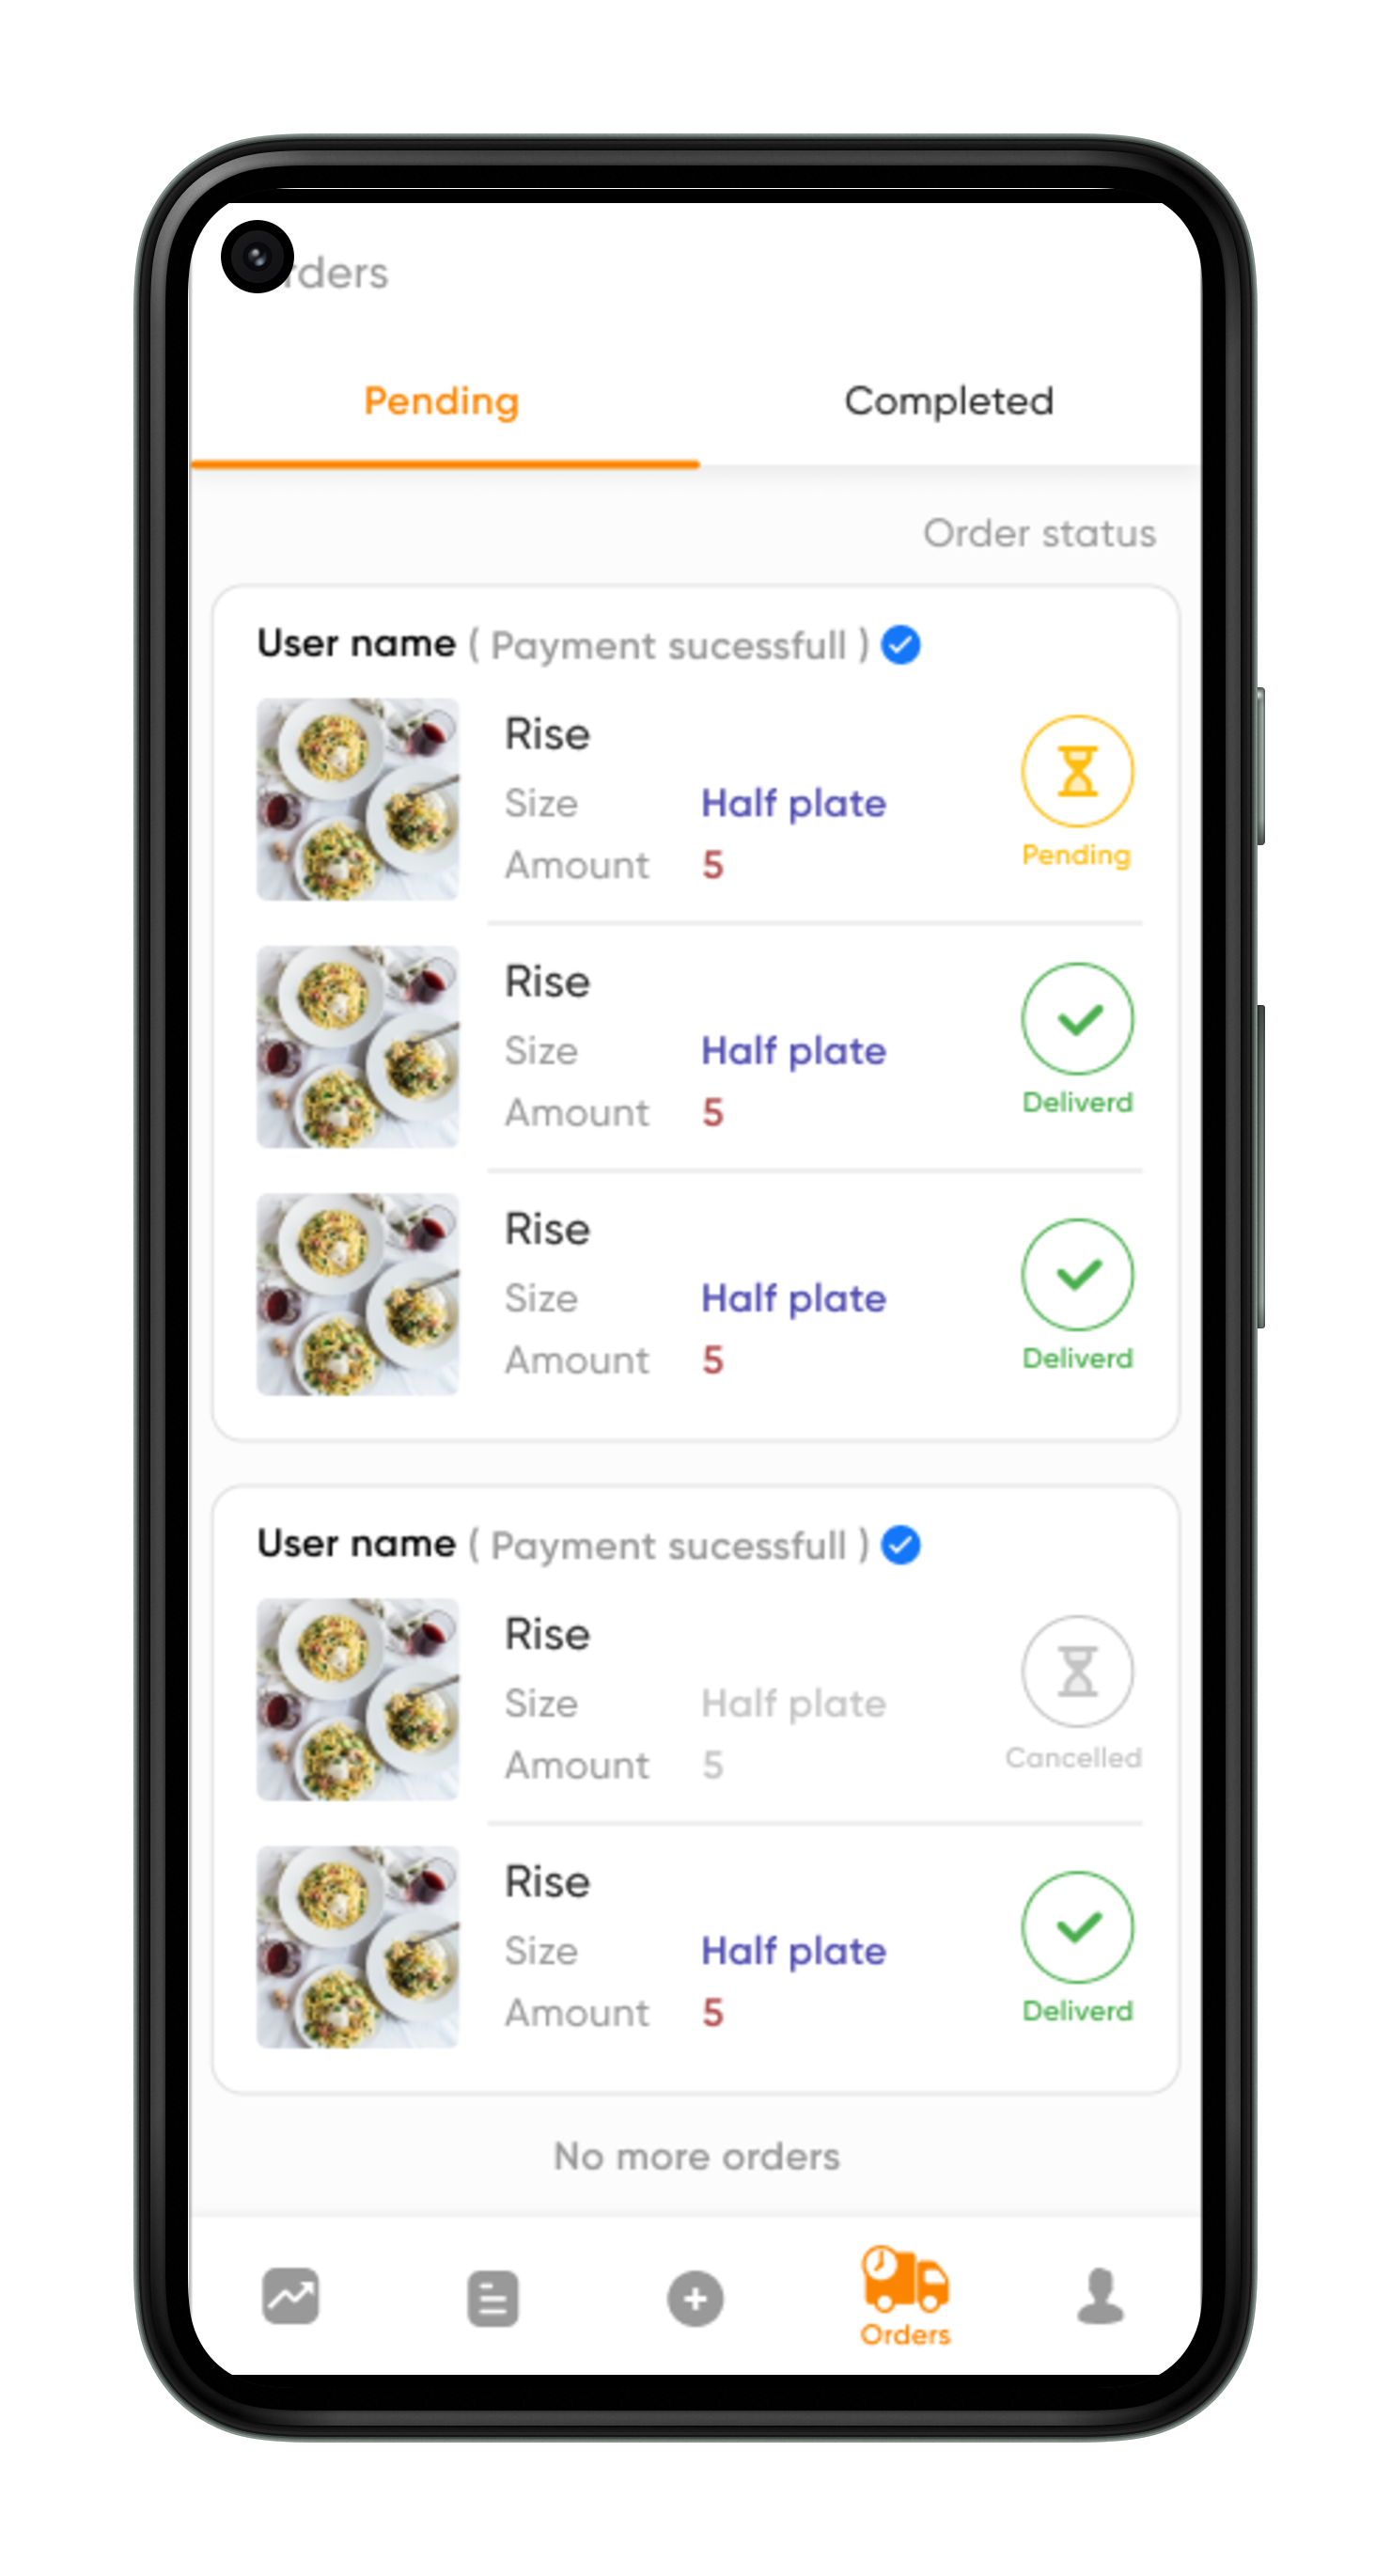 rders
Pending Completed
Order status
User name ( Payment sucessfull )
Rise
Size Half plate
Amount 5
Pending
Rise
Size Half plate
Amount 5
Deliverd
Rise
Size Half plate
Amount 5
Deliverd
User name ( Payment sucessfull )
Rise
Size Half plate
Amount 5
Cancelled
Rise
Size Half plate
Amount 5
Deliverd
No more orders
Orders